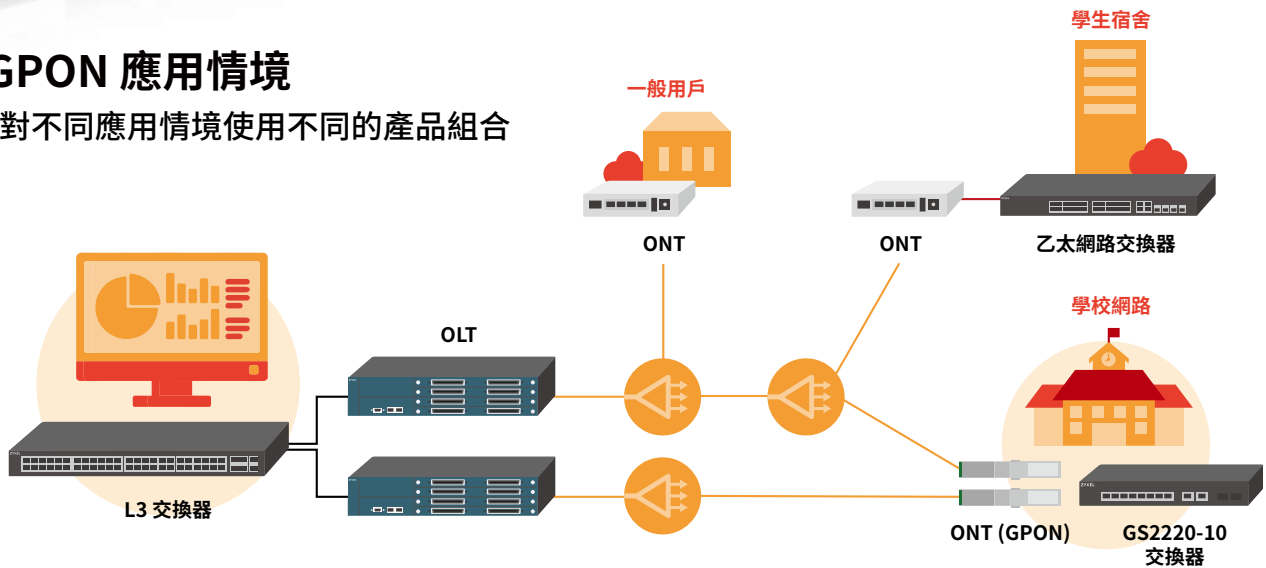 GPON 應用情境
對不同應用情境使用不同的產品組合
學生宿舍
一般用戶
ONT
ONT
乙太網路交換器
學校網路
OLT
L3 交換器
ZYXEL
ONT (GPON)
GS2220-10
交換器